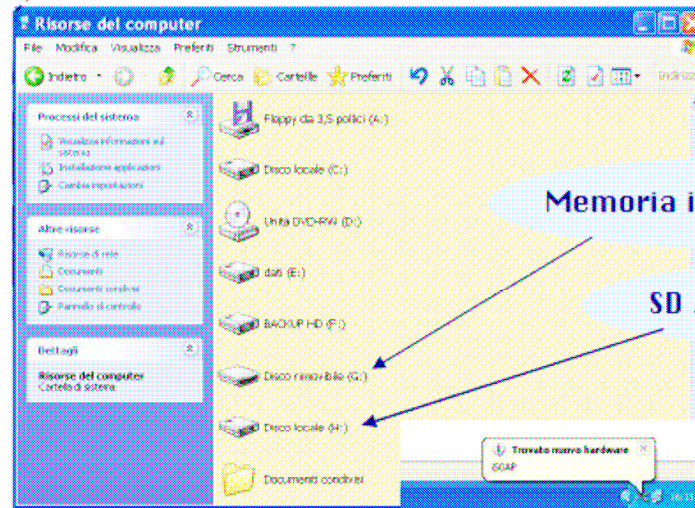 Risorse del computer
File Modifica Visualizza Preferiti Strumenti ?
Indietro Cerca Cartelle Preferiti
Processi del sistema
Visualizza informazioni sul
sistema
Installazione applicazioni
Cambia impostazioni
Altre risorse
Risorse di rete
Documenti
Documenti condivisi
Pannello di controllo
Dettagli
Risorse del computer
Cartella di sistema
Floppy da 3,5 pollici (A:)
Disco locale (C:)
Unità DVD-RW (D:)
dati (E:)
BACKUP HD (F:)
Disco rimovibile (G:)
Disco locale (H:)
Documenti condivisi
Memoria i
SD
Trovato nuovo hardware